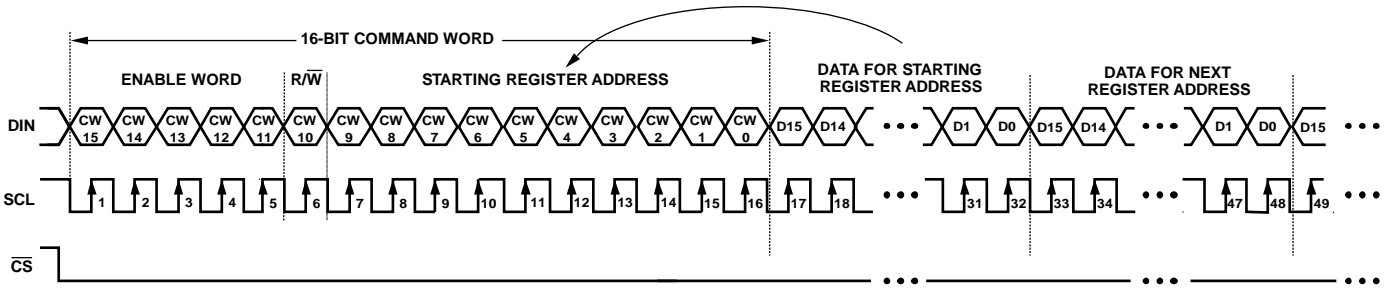 16-BIT COMMAND WORD
ENABLE WORD R/W̅ STARTING REGISTER ADDRESS DATA FOR STARTING REGISTER ADDRESS DATA FOR NEXT REGISTER ADDRESS
DIN CW 15 CW 14 CW 13 CW 12 CW 11 CW 10 CW 9 CW 8 CW 7 CW 6 CW 5 CW 4 CW 3 CW 2 CW 1 CW 0 D15 D14 ••• D1 D0 D15 D14 ••• D1 D0 D15 •••
SCL 1 2 3 4 5 6 7 8 9 10 11 12 13 14 15 16 17 18 ••• 31 32 33 34 ••• 47 48 49 •••
C̅S̅ ••• ••• •••